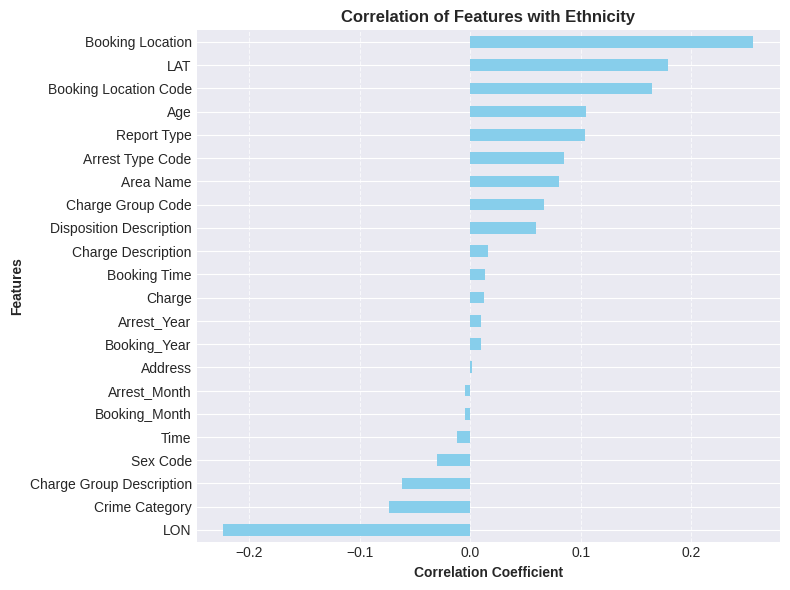 Correlation of Features with Ethnicity
Booking Location
LAT
Booking Location Code
Age
Report Type
Arrest Type Code
Area Name
Charge Group Code
Disposition Description
Charge Description
Booking Time
Charge
Arrest_Year
Booking_Year
Address
Arrest_Month
Booking_Month
Time
Sex Code
Charge Group Description
Crime Category
LON
Features
−0.2 −0.1 0.0 0.1 0.2
Correlation Coefficient